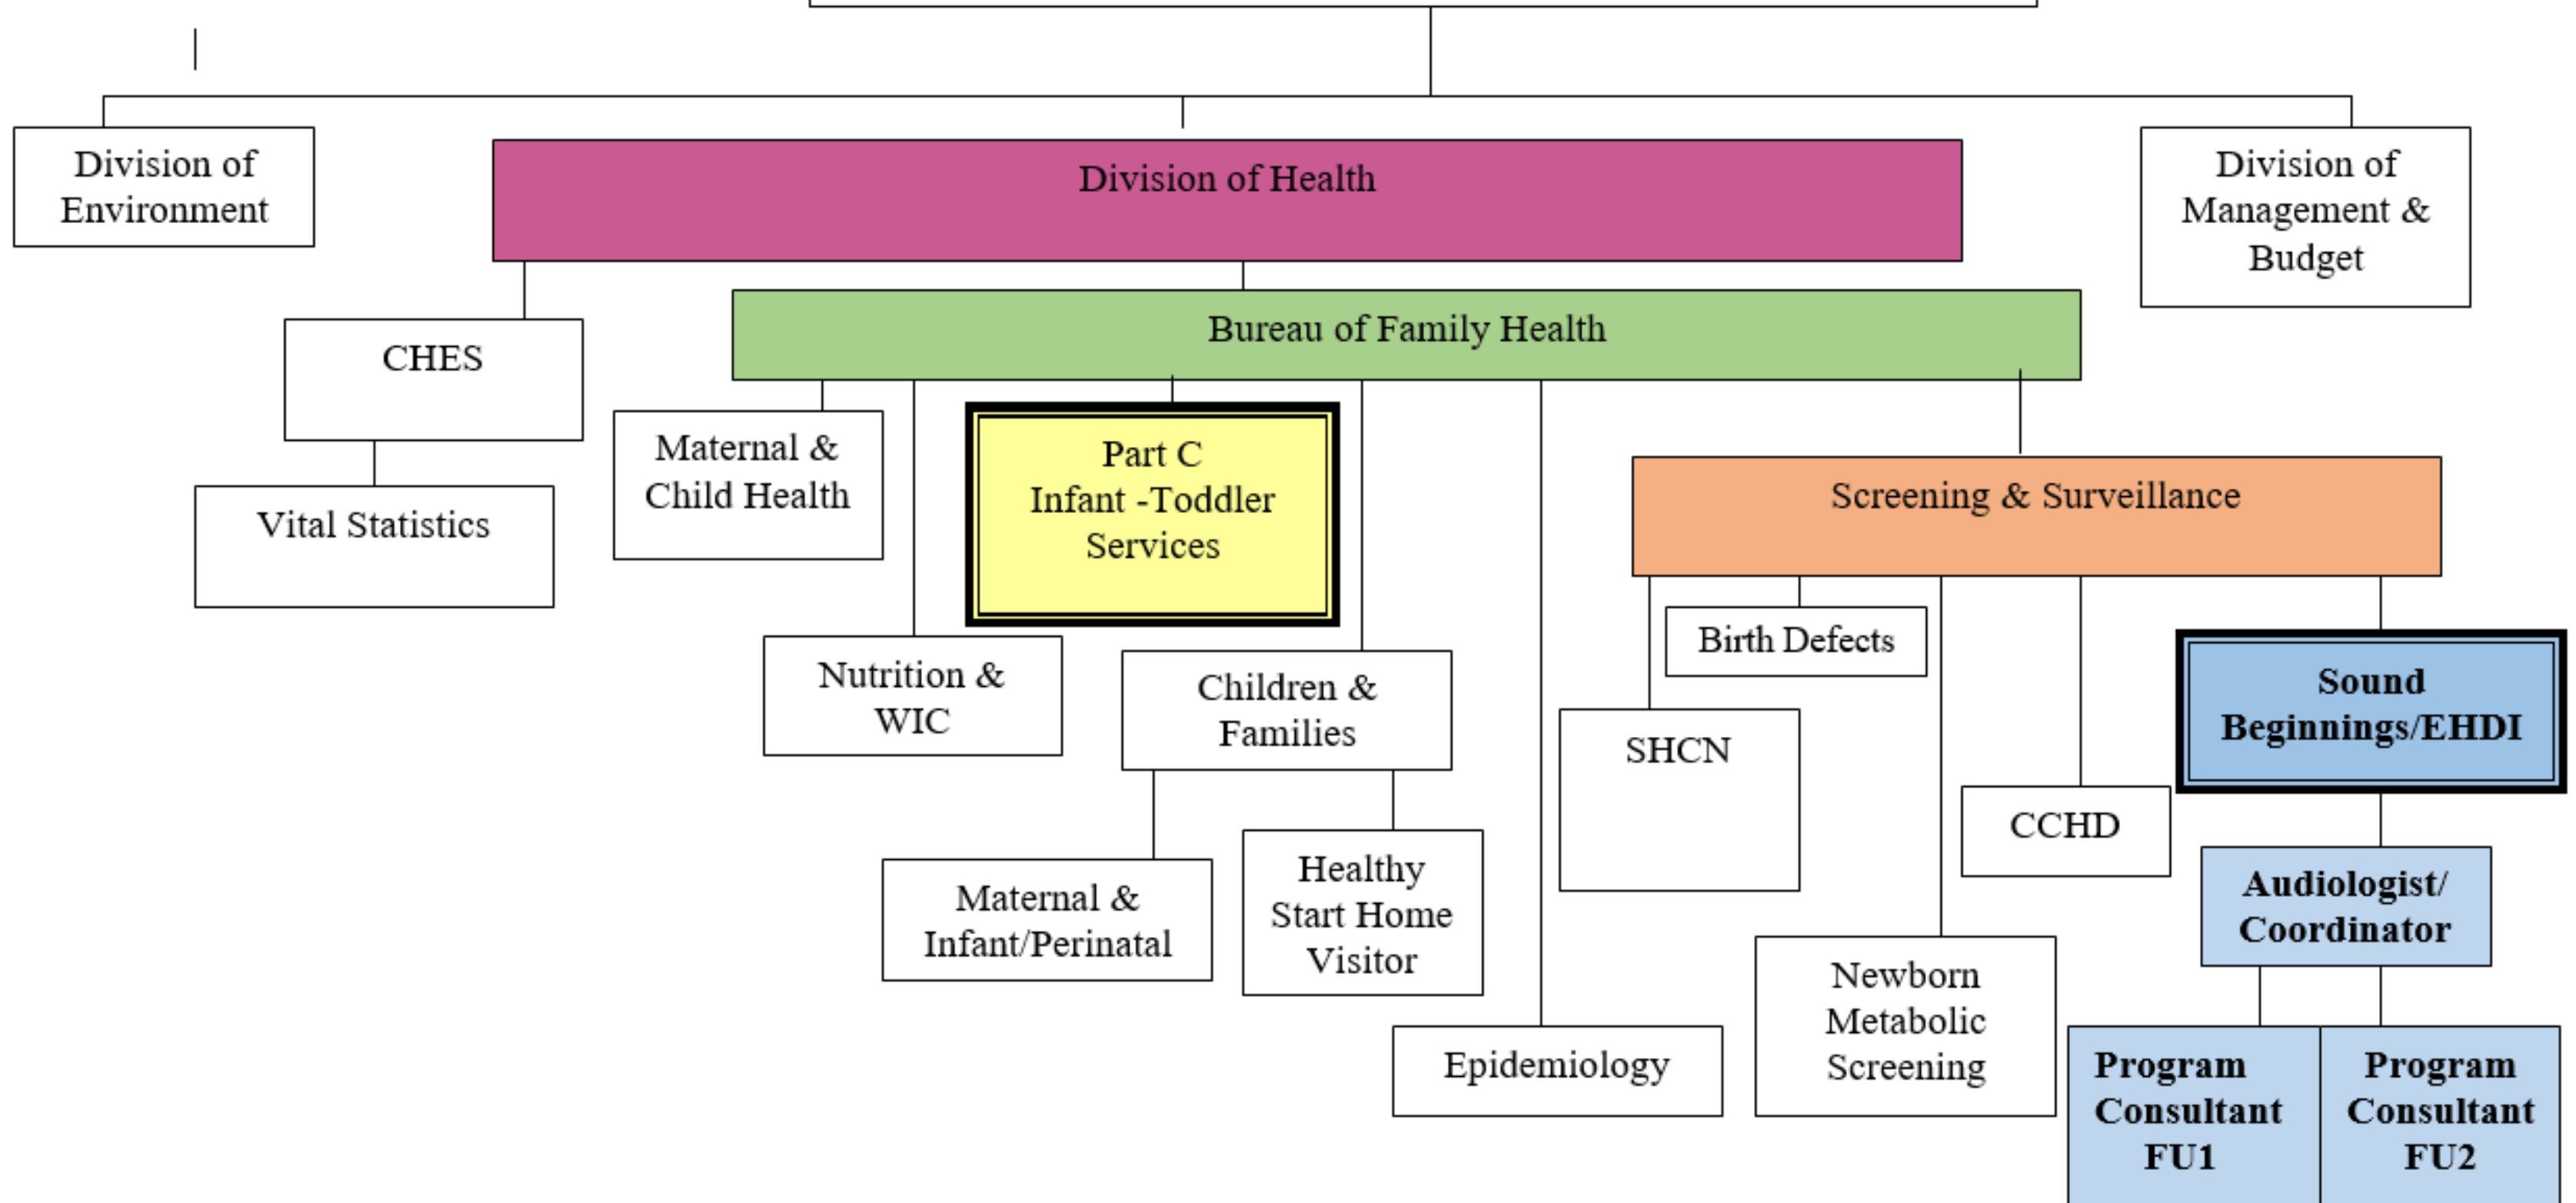 Division of
Environment
Division of Health
Division of
Management &
Budget
Bureau of Family Health
CHES
Vital Statistics
Maternal &
Child Health
Part C
Infant -Toddler
Services
Screening & Surveillance
Nutrition &
WIC
Children &
Families
Birth Defects
SHCN
Sound
Beginnings/EHDI
CCHD
Maternal &
Infant/Perinatal
Healthy
Start Home
Visitor
Audiologist/
Coordinator
Epidemiology
Newborn
Metabolic
Screening
Program
Consultant
FU1
Program
Consultant
FU2